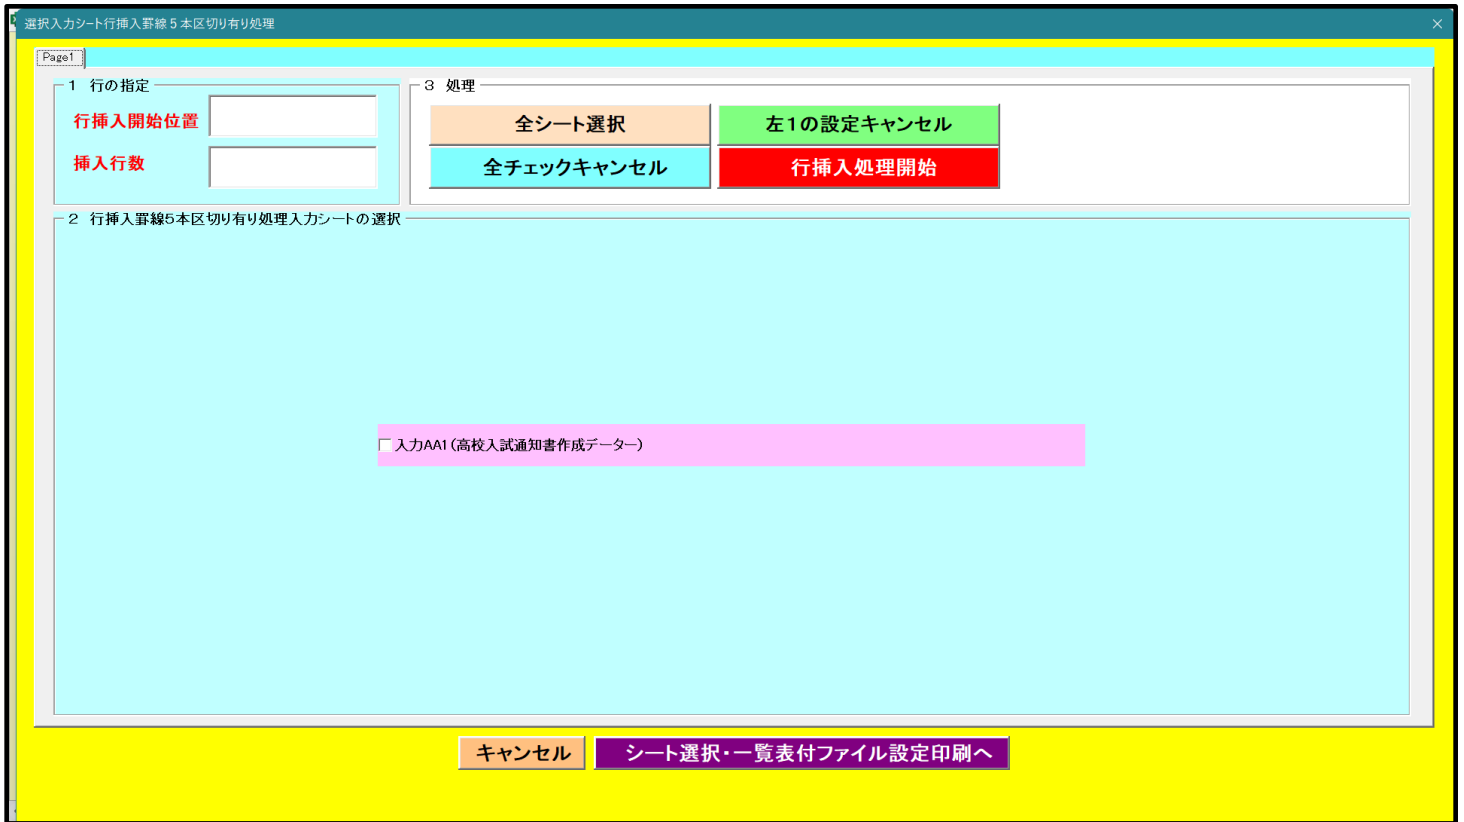 選択入力シート行挿入罫線５本区切り有り処理
Page1
１ 行の指定
行挿入開始位置
挿入行数
３ 処理
全シート選択
左１の設定キャンセル
全チェックキャンセル
行挿入処理開始
２ 行挿入罫線5本区切り有り処理入力シートの選択
入力AA1(高校入試通知書作成データー)
キャンセル
シート選択・一覧表付ファイル設定印刷へ